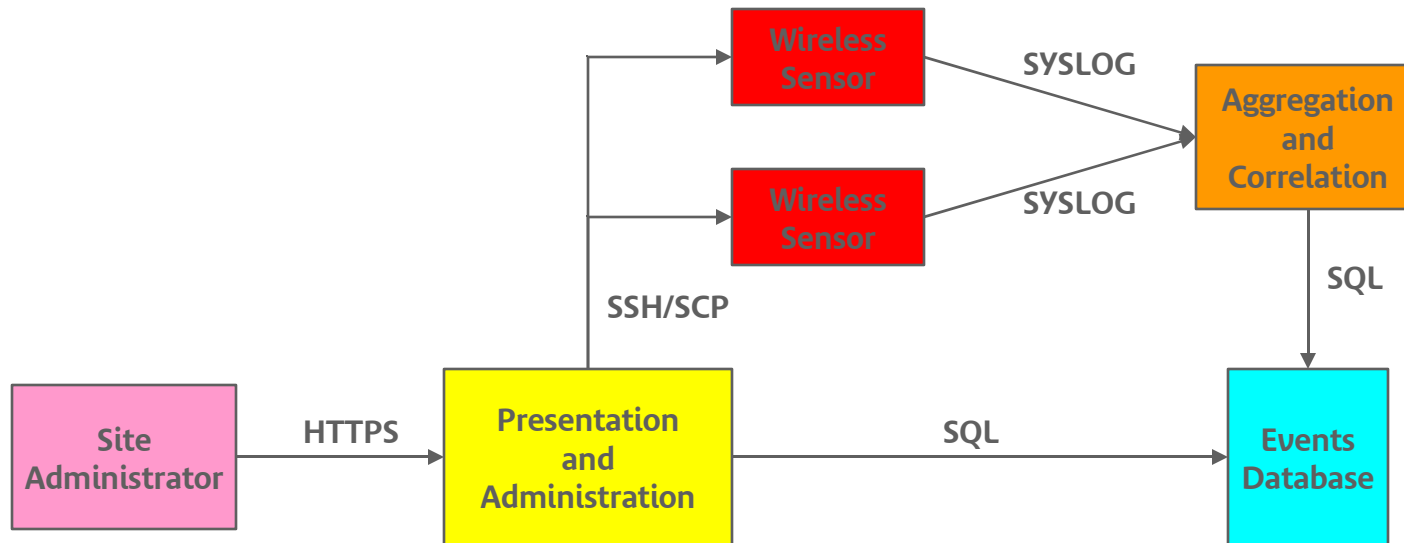 Wireless
Sensor
SYSLOG
Aggregation
and
Correlation
Wireless
Sensor
SYSLOG
SQL
SSH/SCP
Site
Administrator
HTTPS
Presentation
and
Administration
SQL
Events
Database